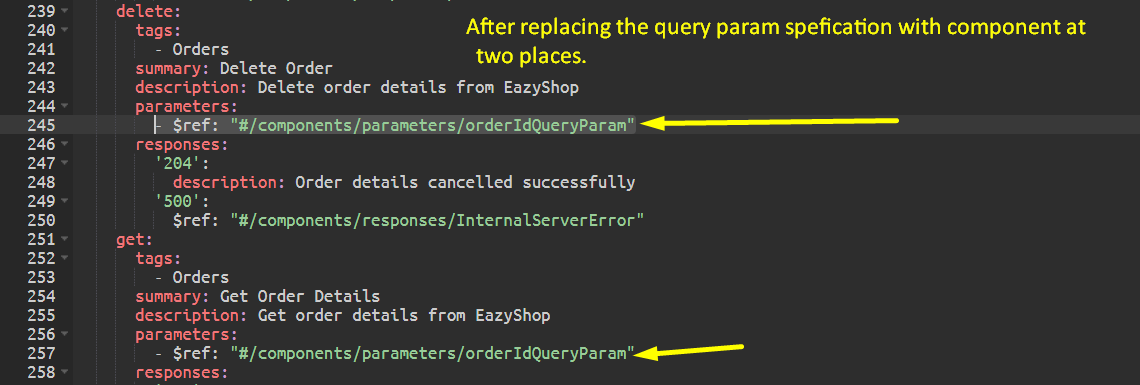 239 delete:
After replacing the query param spefication with component at
two places.
240 tags:
241 - Orders
242 summary: Delete Order
243 description: Delete order details from EazyShop
244 parameters:
245 - $ref: "#/components/parameters/orderIdQueryParam"
246 responses:
247 '204':
248 description: Order details cancelled successfully
249 '500':
250 $ref: "#/components/responses/InternalServerError"
251 get:
252 tags:
253 - Orders
254 summary: Get Order Details
255 description: Get order details from EazyShop
256 parameters:
257 - $ref: "#/components/parameters/orderIdQueryParam"
258 responses: